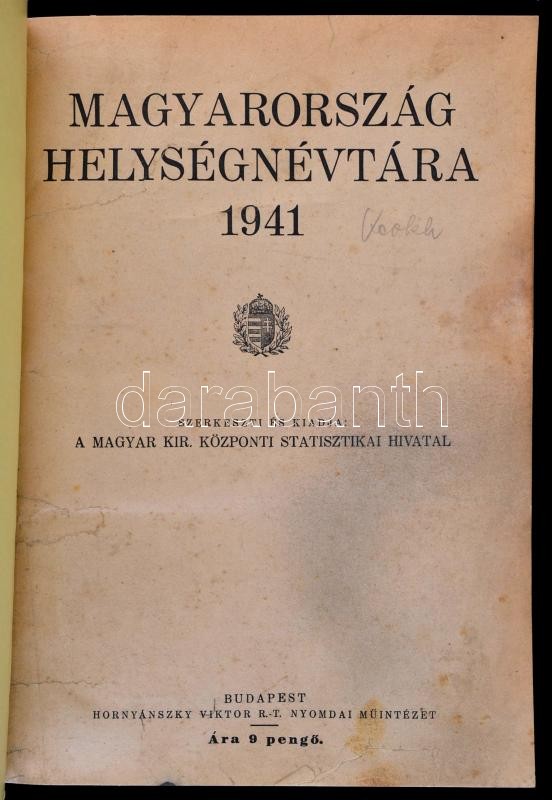 MAGYARORSZÁG
HELYSÉGNÉVTÁRA
1941
darabanth
SZERKESZTI ÉS KIADJA:
A MAGYAR KIR. KÖZPONTI STATISZTIKAI HIVATAL
BUDAPEST
HORNYÁNSZKY VIKTOR R.-T. NYOMDAI MŰINTÉZET
Ára 9 pengő.